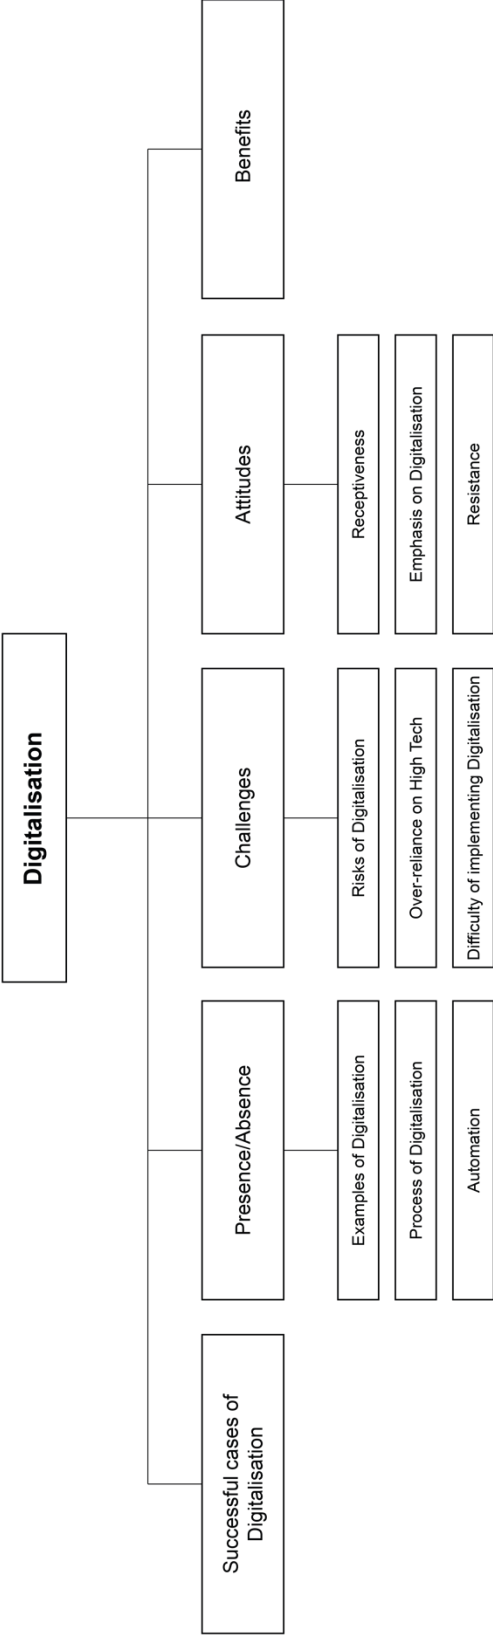 Digitalisation
Successful cases of
Digitalisation
Presence/Absence
Challenges
Attitudes
Benefits
Examples of Digitalisation
Process of Digitalisation
Automation
Risks of Digitalisation
Over-reliance on High Tech
Difficulty of implementing Digitalisation
Receptiveness
Emphasis on Digitalisation
Resistance